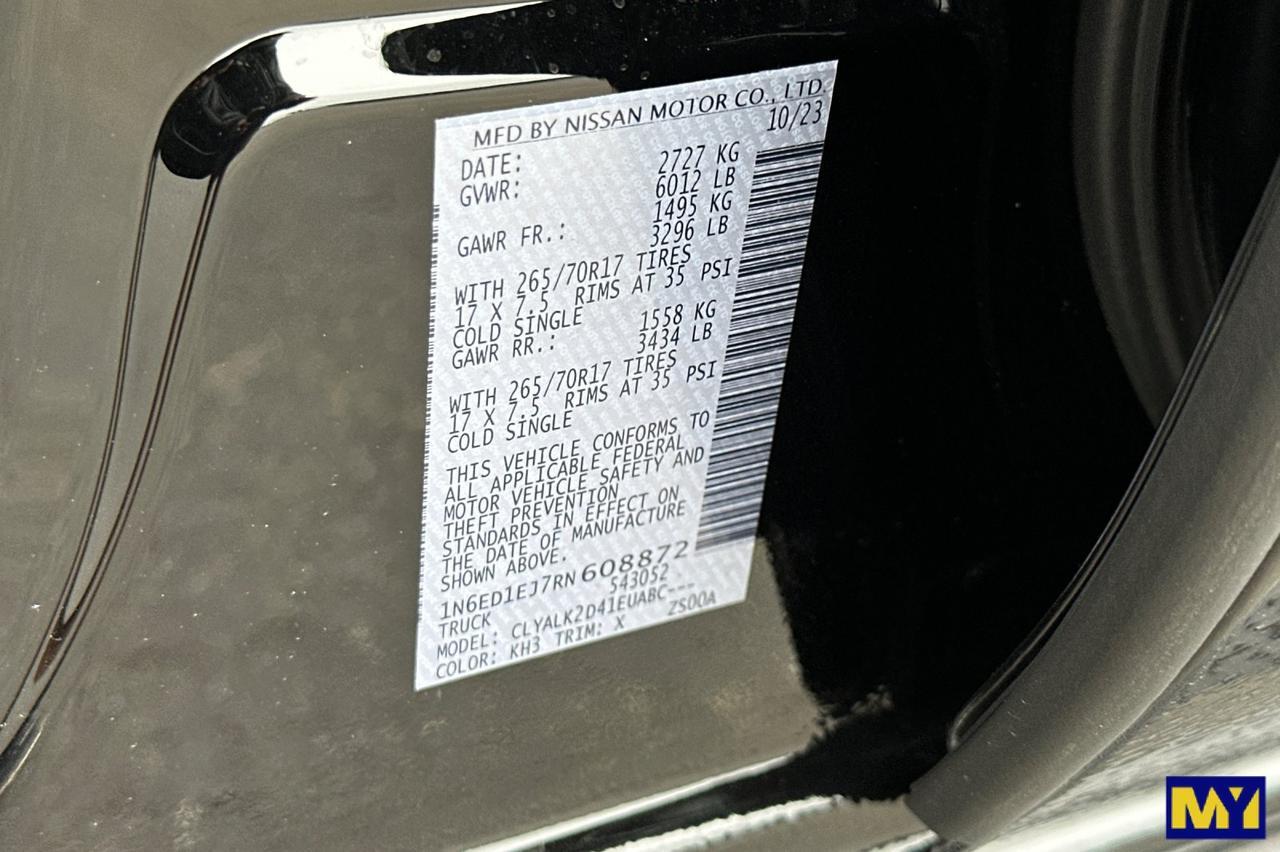 MFD BY NISSAN MOTOR CO., LTD.
DATE: 10/23
GVWR: 2727 KG
6012 LB
GAWR FR.: 1495 KG
3296 LB
WITH 265/70R17 TIRES
17 X 7.5 RIMS AT 35 PSI
COLD SINGLE
GAWR RR.: 1558 KG
3434 LB
WITH 265/70R17 TIRES
17 X 7.5 RIMS AT 35 PSI
COLD SINGLE
THIS VEHICLE CONFORMS TO
ALL APPLICABLE FEDERAL
MOTOR VEHICLE SAFETY AND
THEFT PREVENTION
STANDARDS IN EFFECT ON
THE DATE OF MANUFACTURE
SHOWN ABOVE.
1N6ED1EJ7RN608872
TRUCK 543052
MODEL: CLYALK2D41EUABC---
COLOR: KH3 TRIM: X ZS00A
MY